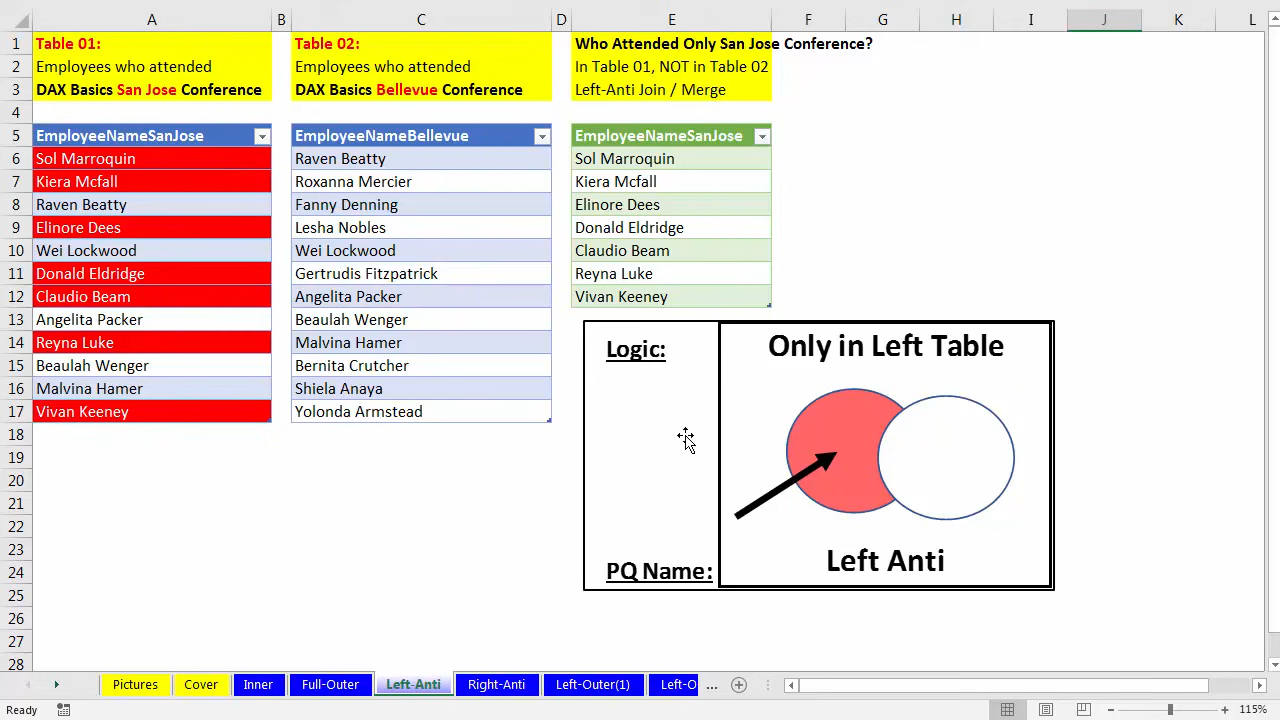 A B C D E F G H I J K L
1 Table 01: Table 02: Who Attended Only San Jose Conference?
2 Employees who attended Employees who attended In Table 01, NOT in Table 02
3 DAX Basics San Jose Conference DAX Basics Bellevue Conference Left-Anti Join / Merge
4
5 EmployeeNameSanJose EmployeeNameBellevue EmployeeNameSanJose
6 Sol Marroquin Raven Beatty Sol Marroquin
7 Kiera Mcfall Roxanna Mercier Kiera Mcfall
8 Raven Beatty Fanny Denning Elinore Dees
9 Elinore Dees Lesha Nobles Donald Eldridge
10 Wei Lockwood Wei Lockwood Claudio Beam
11 Donald Eldridge Gertrudis Fitzpatrick Reyna Luke
12 Claudio Beam Angelita Packer Vivan Keeney
13 Angelita Packer Beaulah Wenger
14 Reyna Luke Malvina Hamer Logic: Only in Left Table
15 Beaulah Wenger Bernita Crutcher
16 Malvina Hamer Shiela Anaya
17 Vivan Keeney Yolonda Armstead
18
19
20
21
22
23
24 PQ Name: Left Anti
25
26
27
28
Pictures Cover Inner Full-Outer Left-Anti Right-Anti Left-Outer(1) Left-O ...
Ready 115%